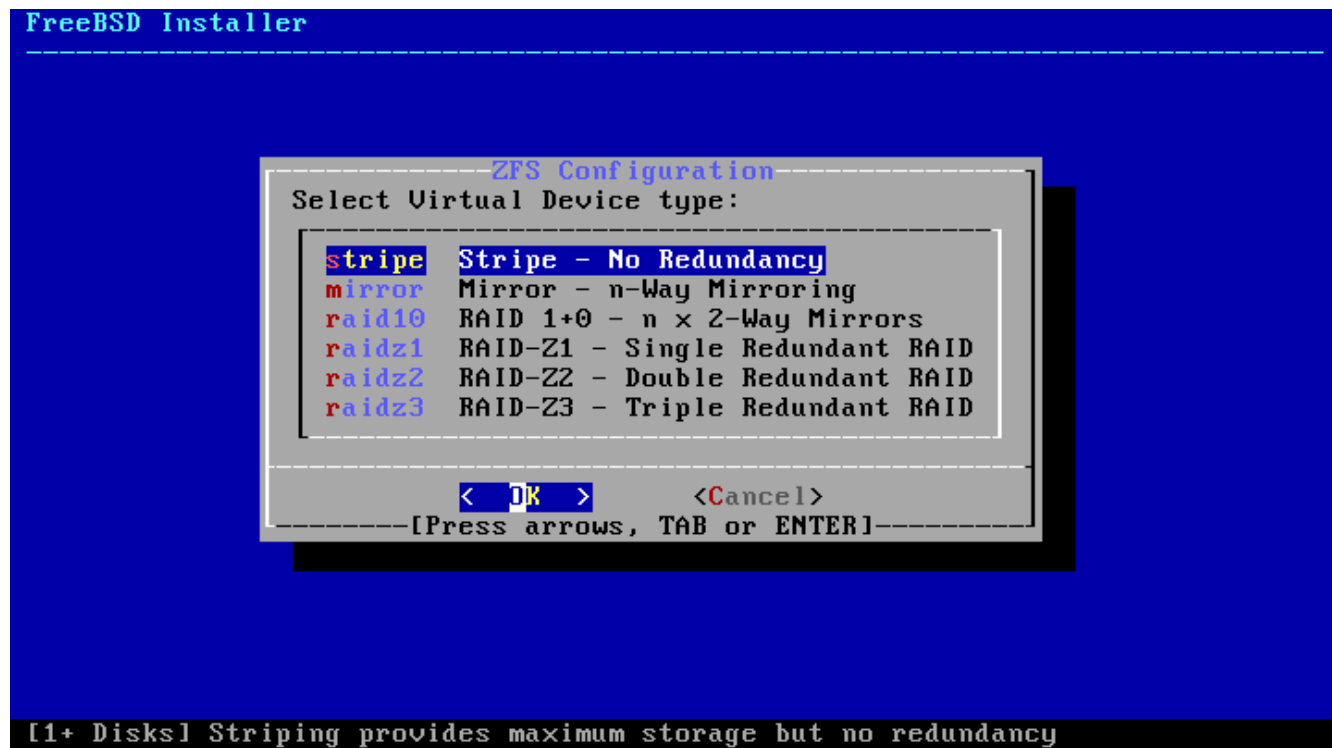 FreeBSD Installer
ZFS Configuration
Select Virtual Device type:
stripe Stripe - No Redundancy
mirror Mirror - n-Way Mirroring
raid10 RAID 1+0 - n x 2-Way Mirrors
raidz1 RAID-Z1 - Single Redundant RAID
raidz2 RAID-Z2 - Double Redundant RAID
raidz3 RAID-Z3 - Triple Redundant RAID
< OK > <Cancel>
[Press arrows, TAB or ENTER]
[1+ Disks] Striping provides maximum storage but no redundancy